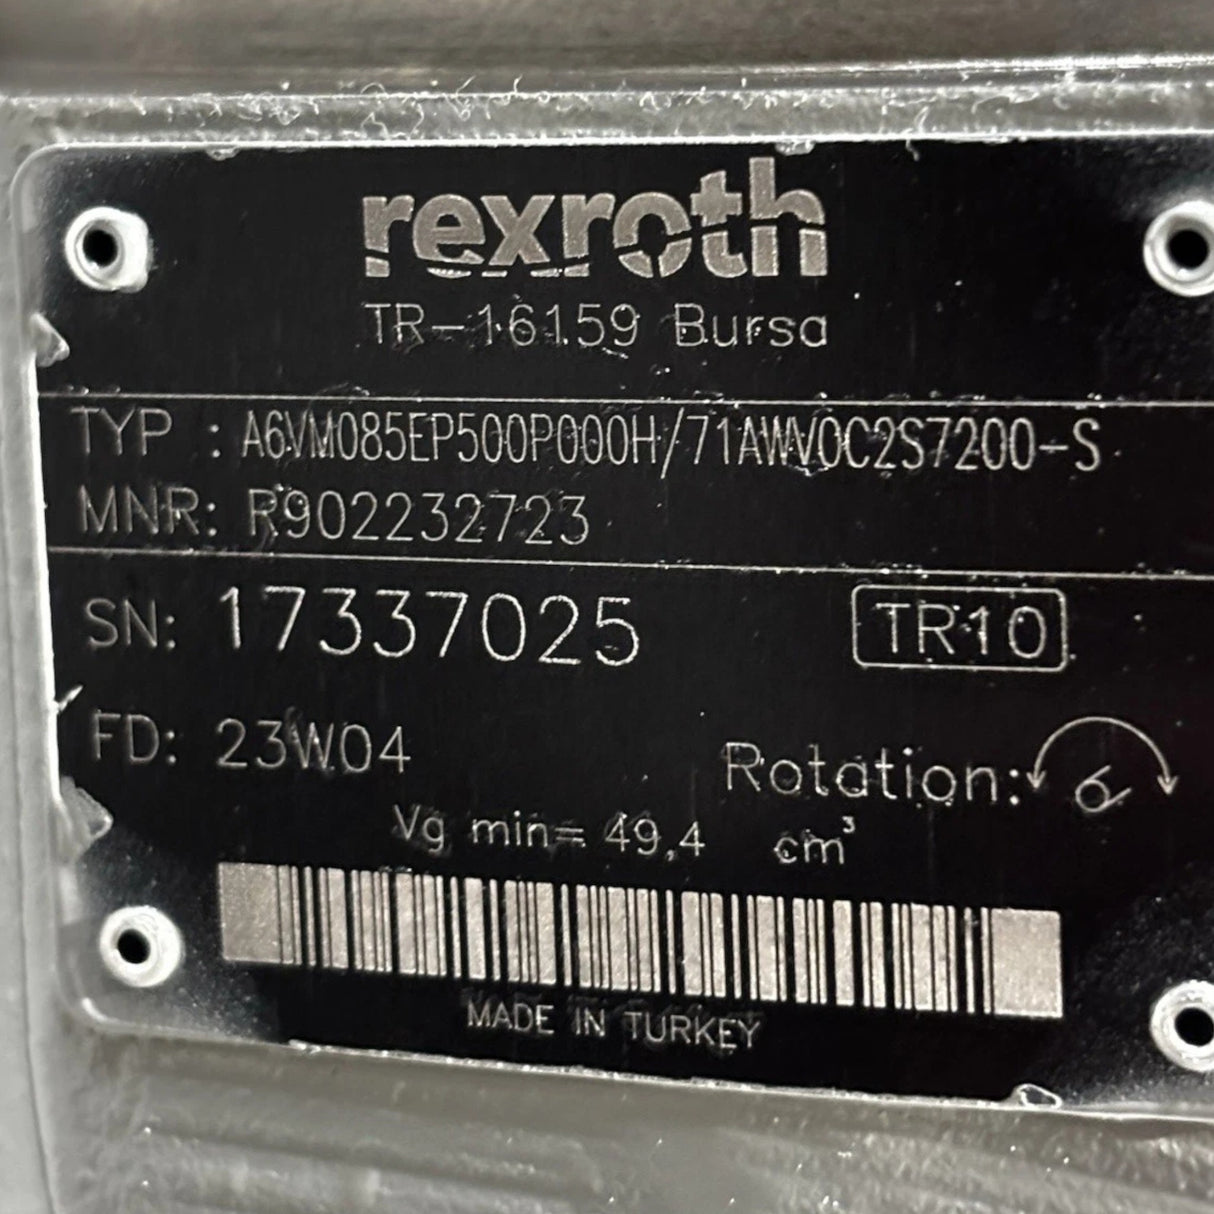 rexroth
TR-16159 Bursa
TYP : A6VM085EP500P000H/71AWV0C2S7200-S
MNR: R902232723
SN: 17337025 TR10
FD: 23W04
Rotation:
Vg min= 49,4 cm³
MADE IN TURKEY